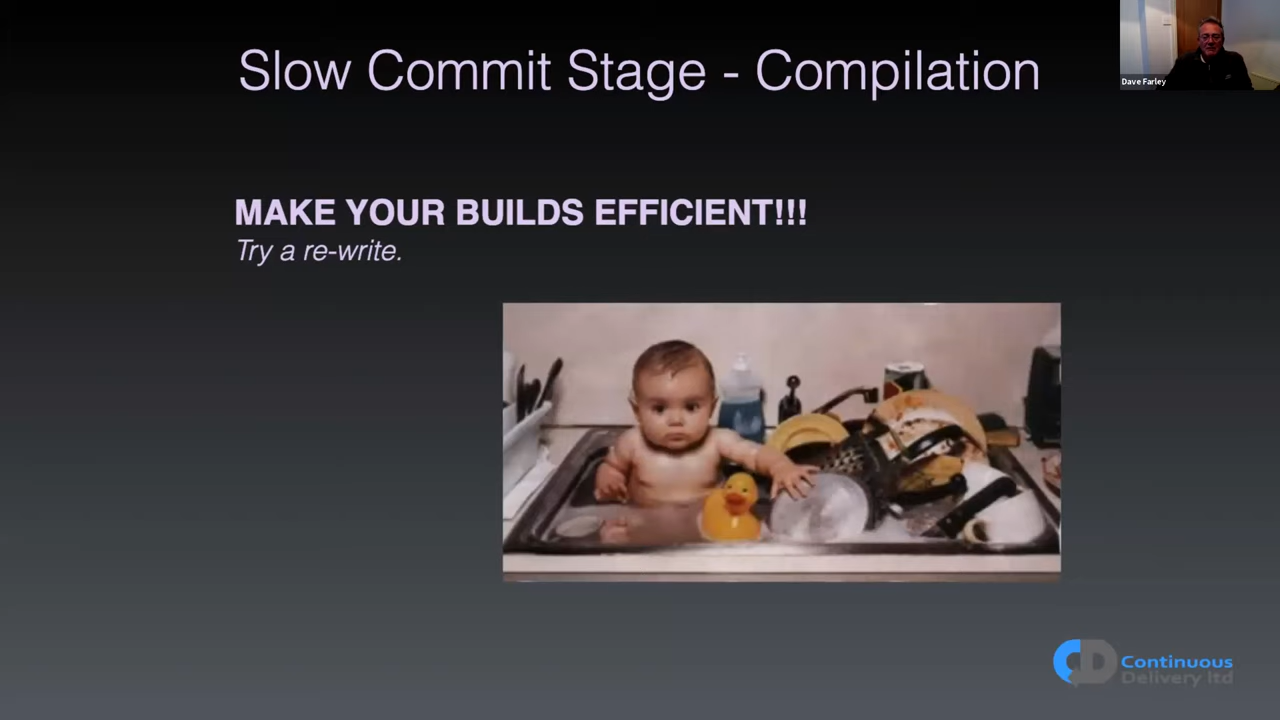 Slow Commit Stage - Compilation
Dave Farley
MAKE YOUR BUILDS EFFICIENT!!!
Try a re-write.
Continuous
Delivery ltd